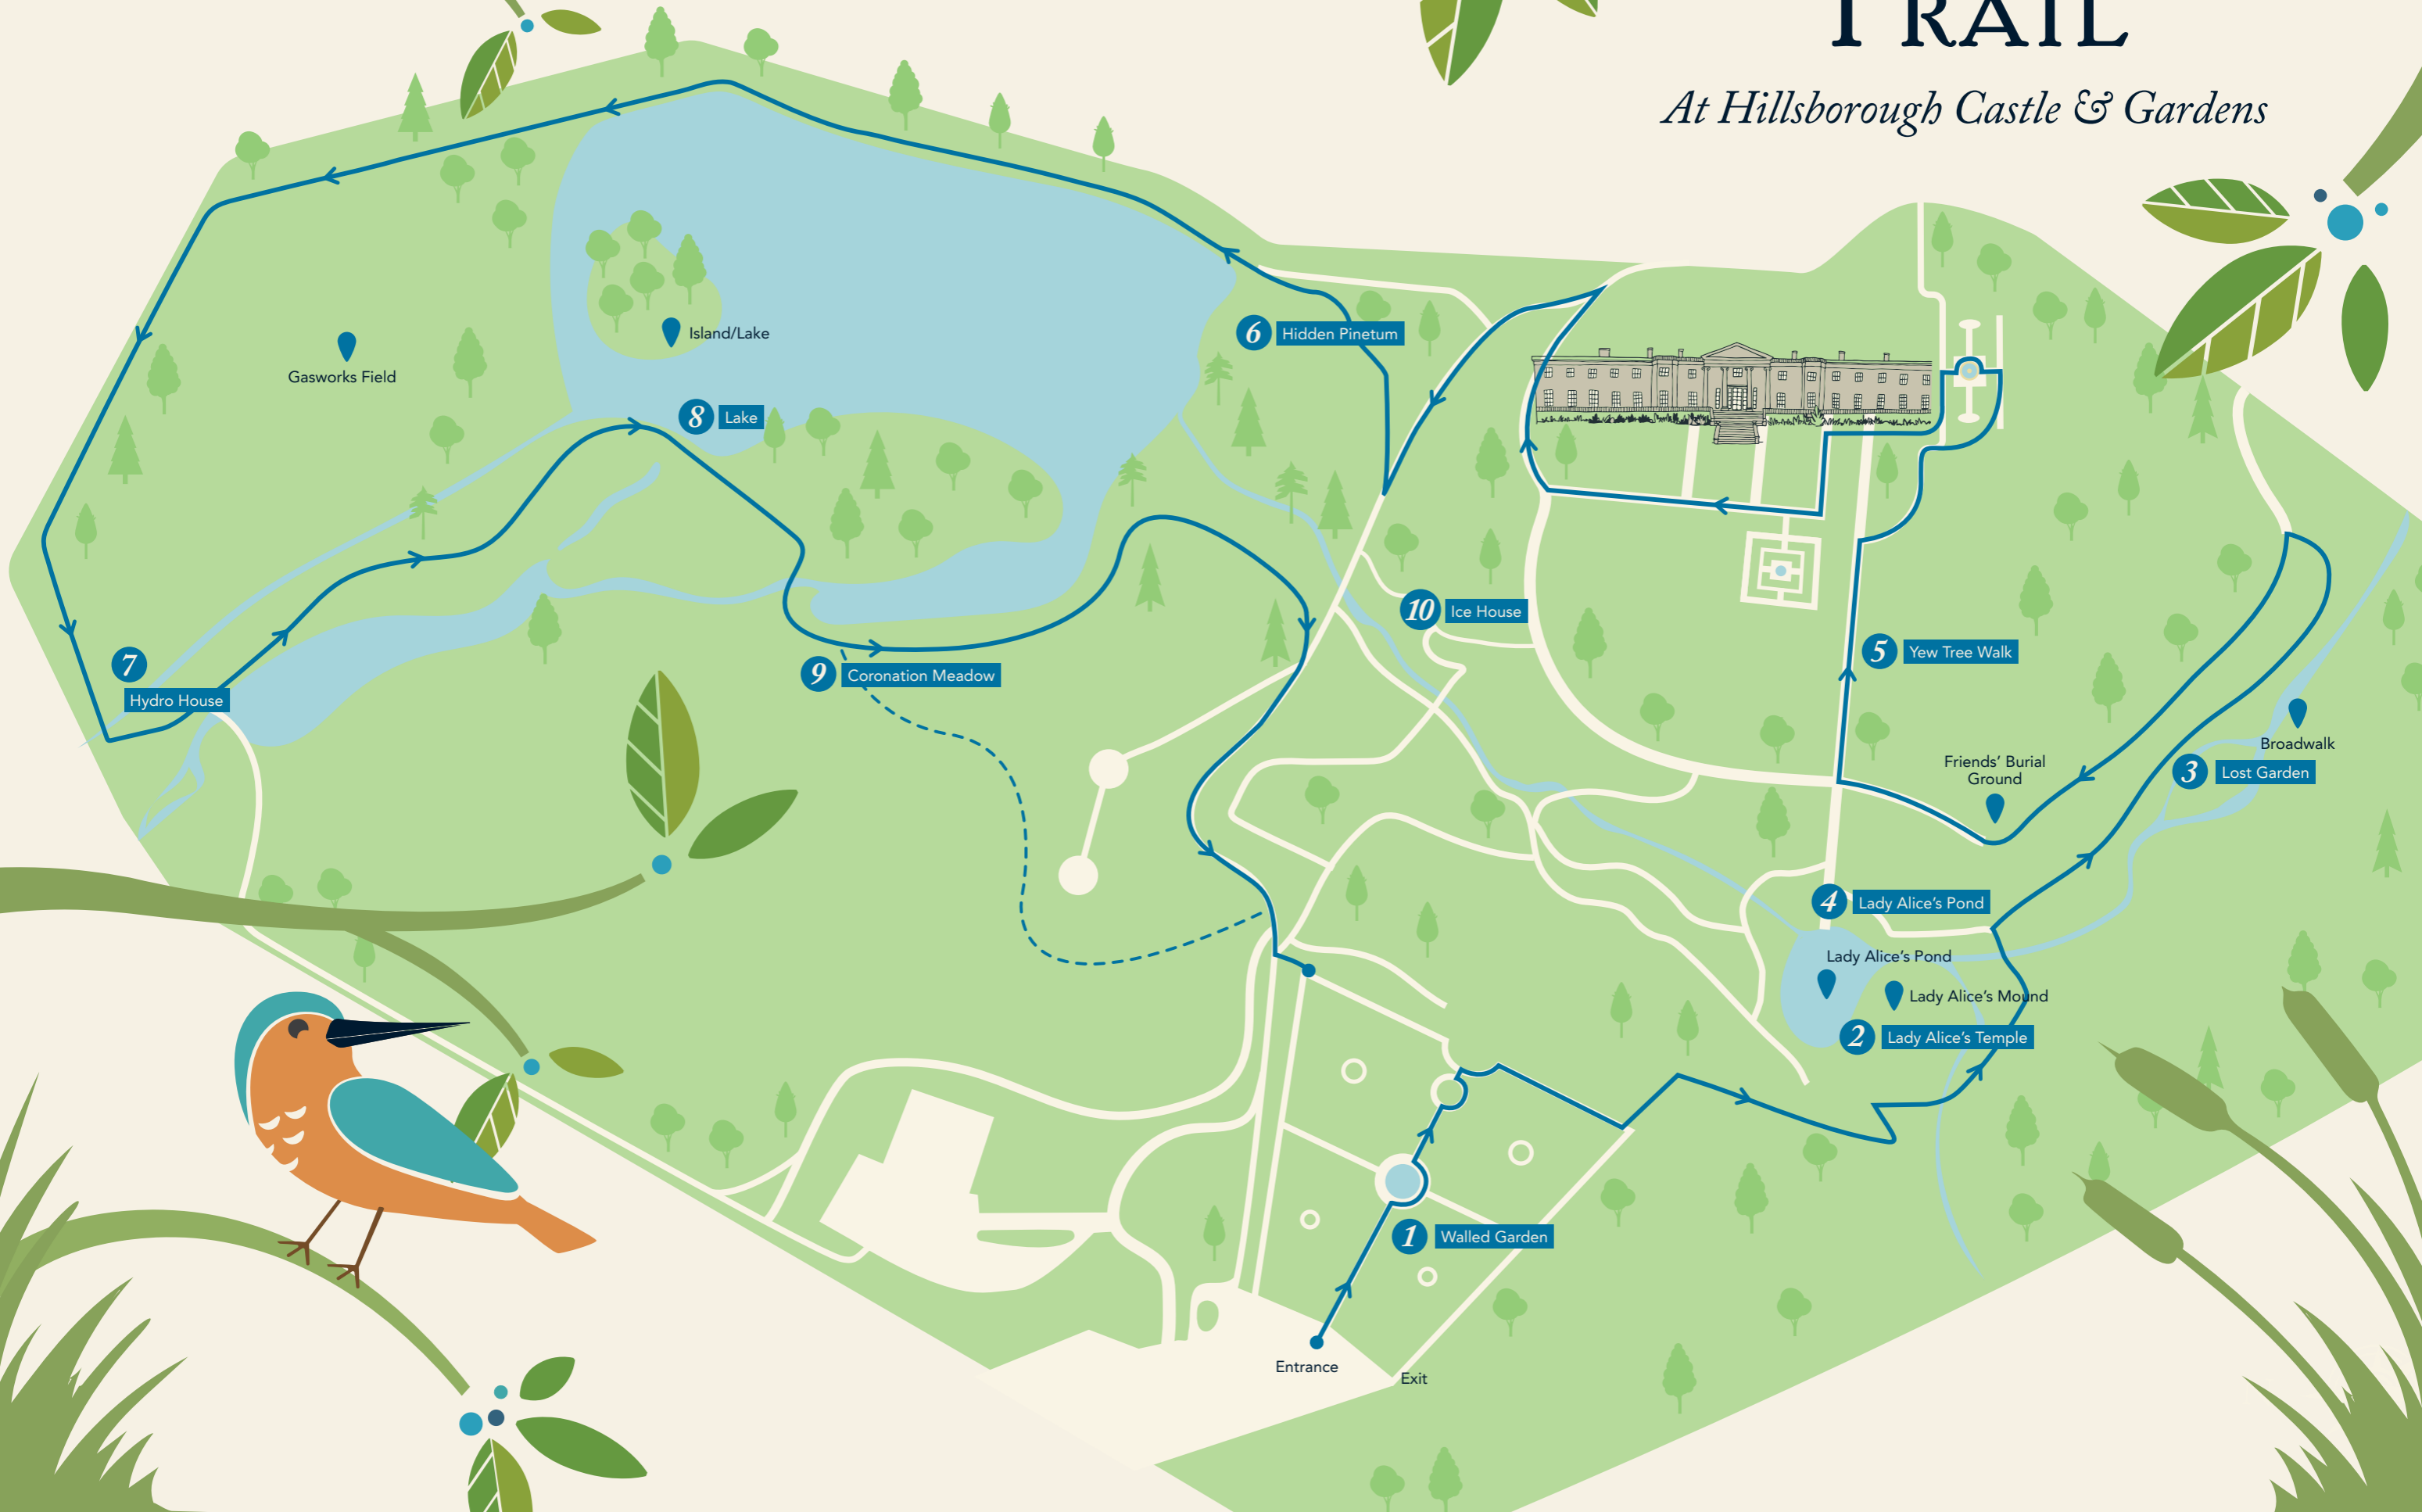 TRAIL
At Hillsborough Castle & Gardens
6 Hidden Pinetum
Island/Lake
Gasworks Field
8 Lake
10 Ice House
5 Yew Tree Walk
7
Hydro House
9 Coronation Meadow
Broadwalk
Friends' Burial
Ground
3 Lost Garden
4 Lady Alice's Pond
Lady Alice's Pond
Lady Alice's Mound
2 Lady Alice's Temple
1 Walled Garden
Entrance
Exit